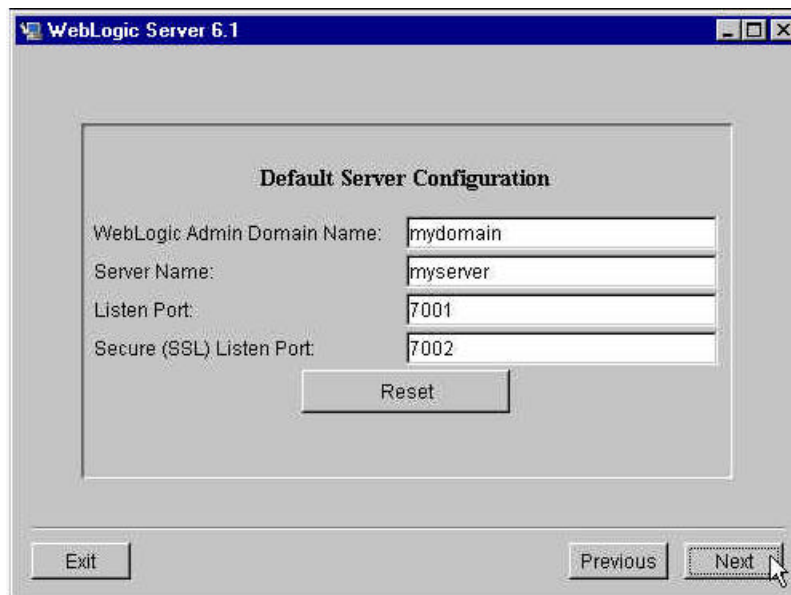 WebLogic Server 6.1
Default Server Configuration
WebLogic Admin Domain Name: mydomain
Server Name: myserver
Listen Port: 7001
Secure (SSL) Listen Port: 7002
Reset
Exit Previous Next